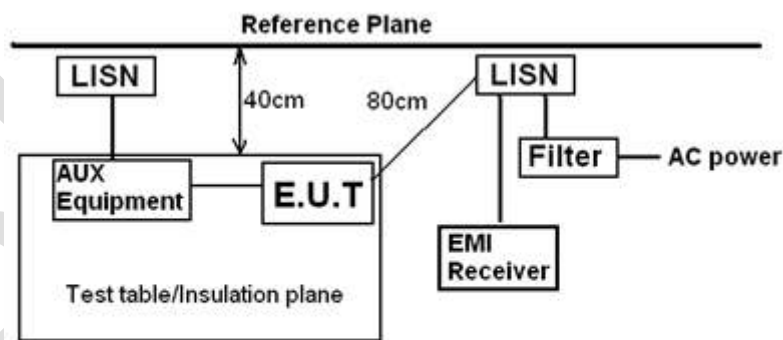 Reference Plane
LISN
40cm
80cm
LISN
Filter
AC power
AUX
Equipment
E.U.T
EMI
Receiver
Test table/Insulation plane